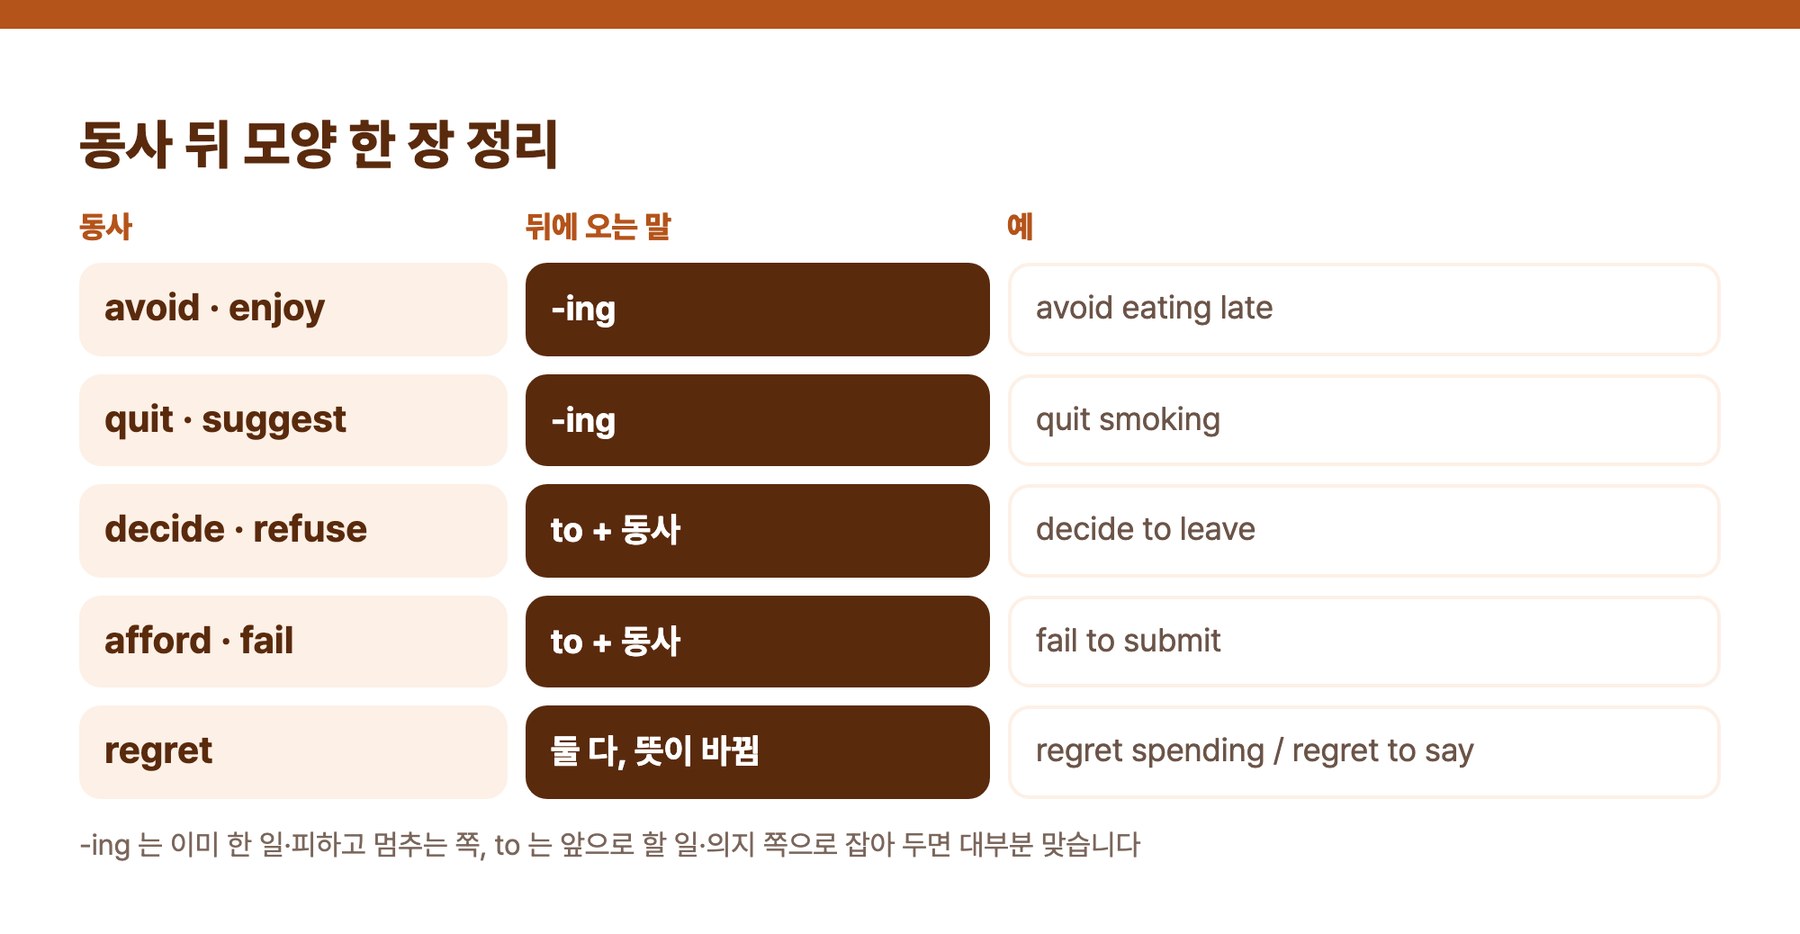 동사 뒤 모양 한 장 정리
동사 뒤에 오는 말 예
avoid · enjoy -ing avoid eating late
quit · suggest -ing quit smoking
decide · refuse to + 동사 decide to leave
afford · fail to + 동사 fail to submit
regret 둘 다, 뜻이 바뀜 regret spending / regret to say
-ing 는 이미 한 일·피하고 멈추는 쪽, to 는 앞으로 할 일·의지 쪽으로 잡아 두면 대부분 맞습니다